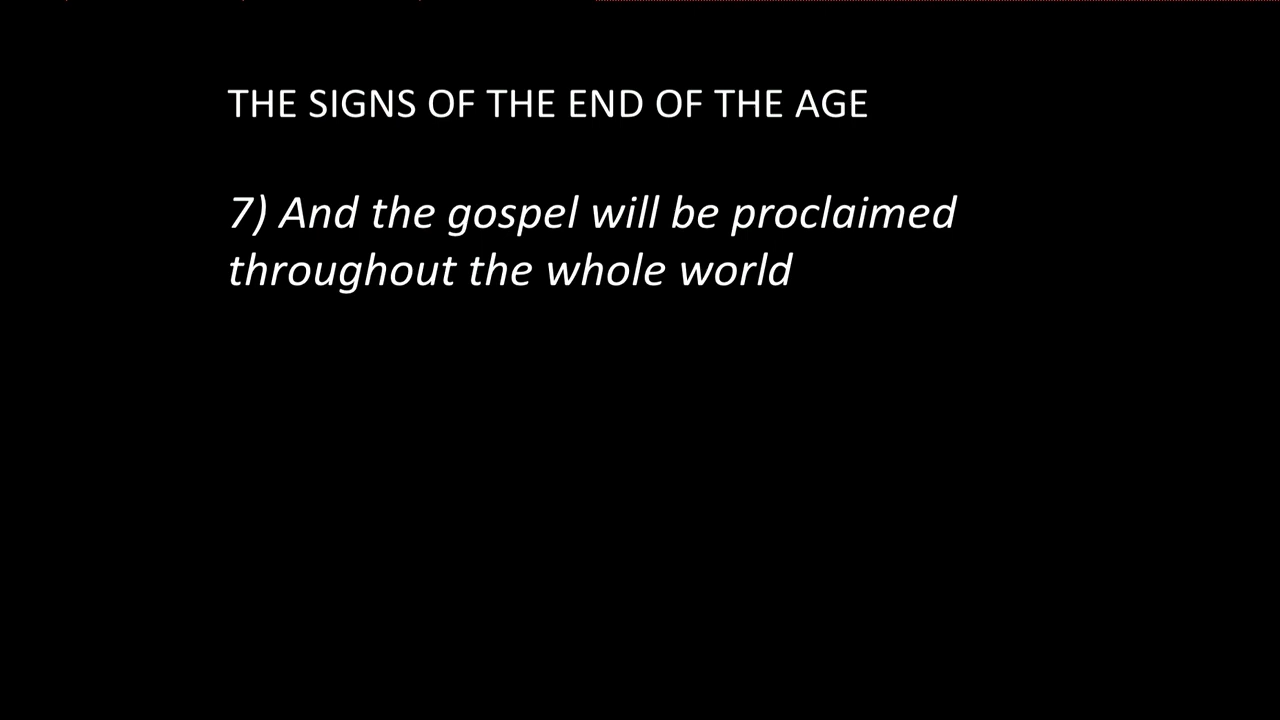 THE SIGNS OF THE END OF THE AGE
7) And the gospel will be proclaimed
throughout the whole world